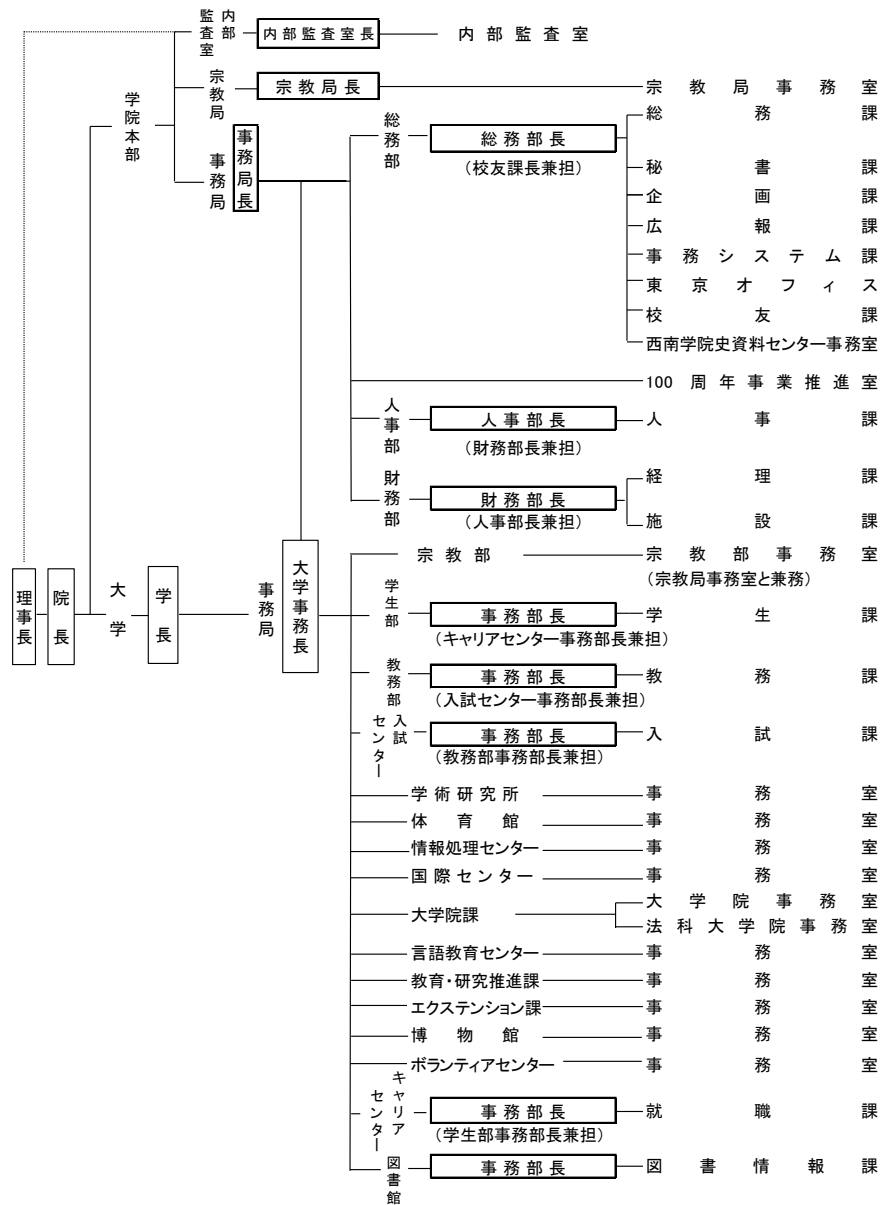 内部監査室
内部監査室長
内部監査室
宗教局
宗教局長
宗教局事務室
学院本部
事務局
事務局長
総務部
総務部長
(校友課長兼担)
総務課
秘書課
企画課
広報課
事務システム課
東京オフィス
校友課
西南学院史資料センター事務室
100周年事業推進室
人事部
人事部長
(財務部長兼担)
人事課
財務部
財務部長
(人事部長兼担)
経理課
施設課
理事長
院長
大学
学長
事務局
大学事務長
宗教部
宗教部事務室
(宗教局事務室と兼務)
学生部
事務部長
(キャリアセンター事務部長兼担)
学生課
教務部
事務部長
(入試センター事務部長兼担)
教務課
入試センター
事務部長
(教務部事務部長兼担)
入試課
学術研究所
事務室
体育館
事務室
情報処理センター
事務室
国際センター
事務室
大学院課
大学院事務室
法科大学院事務室
言語教育センター
事務室
教育・研究推進課
事務室
エクステンション課
事務室
博物館
事務室
ボランティアセンター
事務室
キャリアセンター
事務部長
(学生部事務部長兼担)
就職課
図書館
事務部長
図書情報課